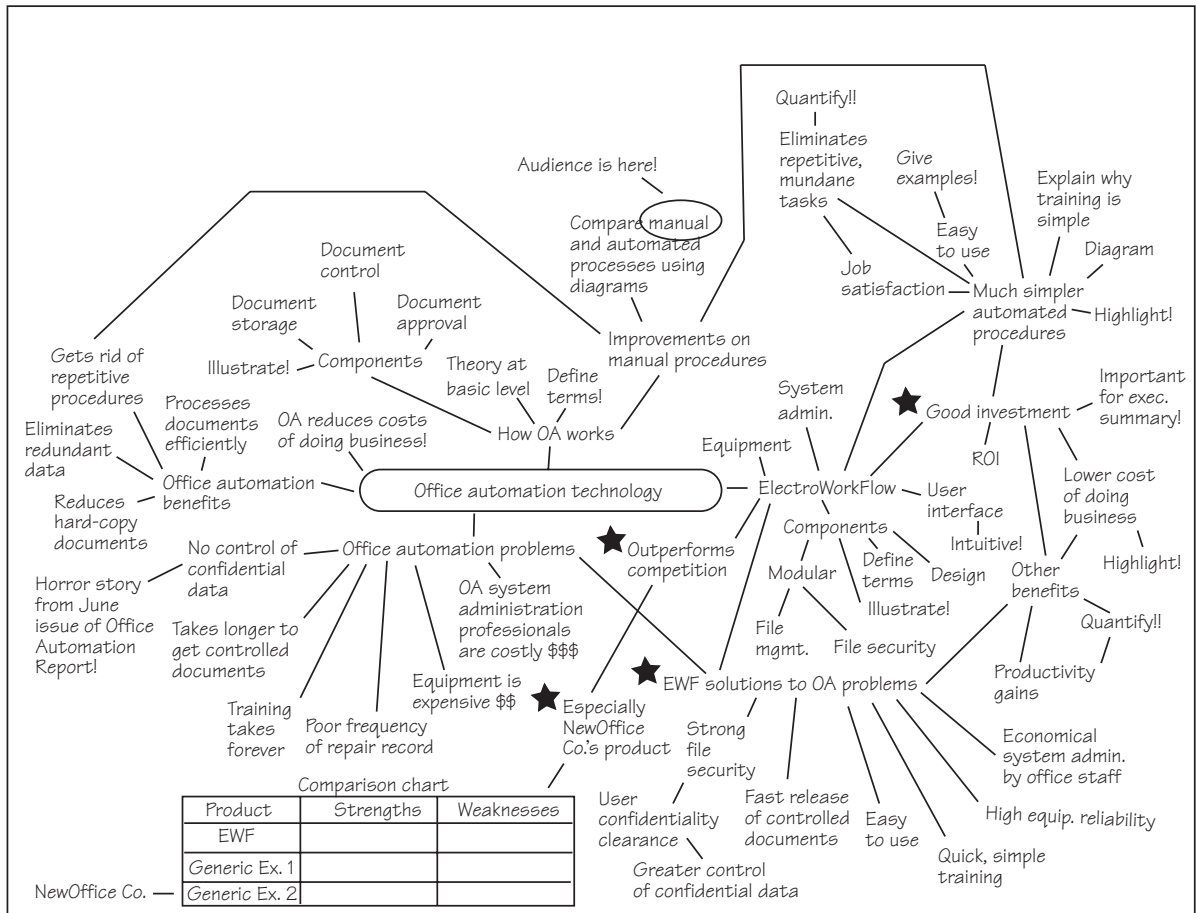 Quantify!!
Eliminates
repetitive,
mundane
tasks
Give
examples!
Easy
to use
Explain why
training is
simple
Diagram
Job
satisfaction
Much simpler
automated
procedures
Highlight!
Audience is here!
Compare manual
and automated
processes using
diagrams
Improvements on
manual procedures
Document
control
Document
storage
Document
approval
Illustrate!
Components
Theory at
basic level
Define
terms!
How OA works
Gets rid of
repetitive
procedures
Processes
documents
efficiently
OA reduces costs
of doing business!
Eliminates
redundant
data
Office automation
benefits
Reduces
hard-copy
documents
Office automation technology
System
admin.
Equipment
ElectroWorkFlow
Good investment
Important
for exec.
summary!
ROI
Lower cost
of doing
business
Highlight!
User
interface
Intuitive!
Components
Define
terms
Design
Modular
Illustrate!
File
mgmt.
File security
Other
benefits
Quantify!!
Productivity
gains
Outperforms
competition
Office automation problems
No control of
confidential
data
Horror story
from June
issue of Office
Automation
Report!
Takes longer to
get controlled
documents
Training
takes
forever
Poor frequency
of repair record
Equipment is
expensive $$
OA system
administration
professionals
are costly $$$
EWF solutions to OA problems
Especially
NewOffice
Co.'s product
Strong
file
security
User
confidentiality
clearance
Greater control
of confidential data
Fast release
of controlled
documents
Easy
to use
Quick, simple
training
High equip. reliability
Economical
system admin.
by office staff
Comparison chart
Product Strengths Weaknesses
EWF
Generic Ex. 1
NewOffice Co. Generic Ex. 2